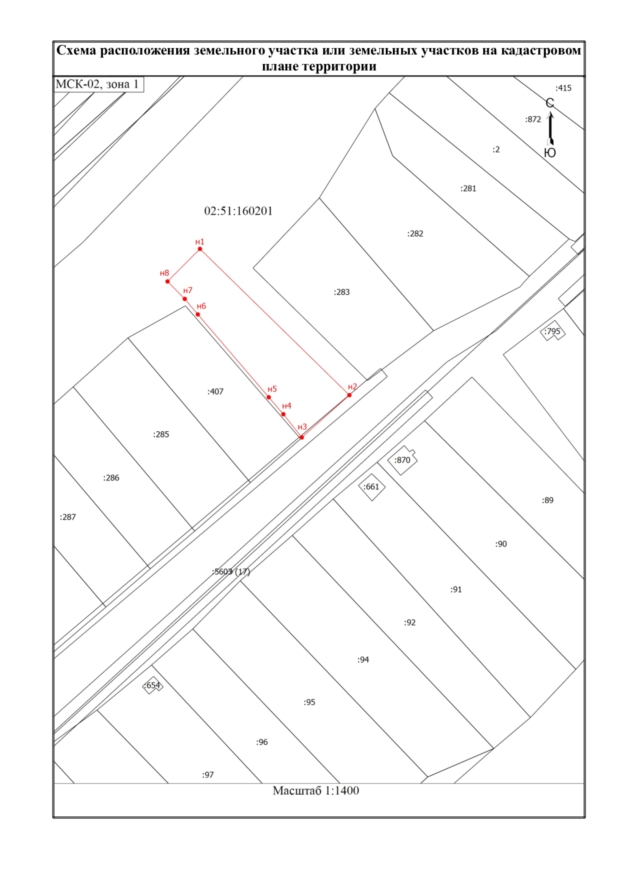 Схема расположения земельного участка или земельных участков на кадастровом
плане территории
МСК-02, зона 1
:415
С
:872
Ю
:2
:281
02:51:160201
:282
н1
н8
:283
н7
н6
:795
н2
:407
н5
н4
н3
:285
:870
:286
:661
:89
:287
:90
(17)
:91
:92
:94
:654
:95
:96
:97
Масштаб 1:1400